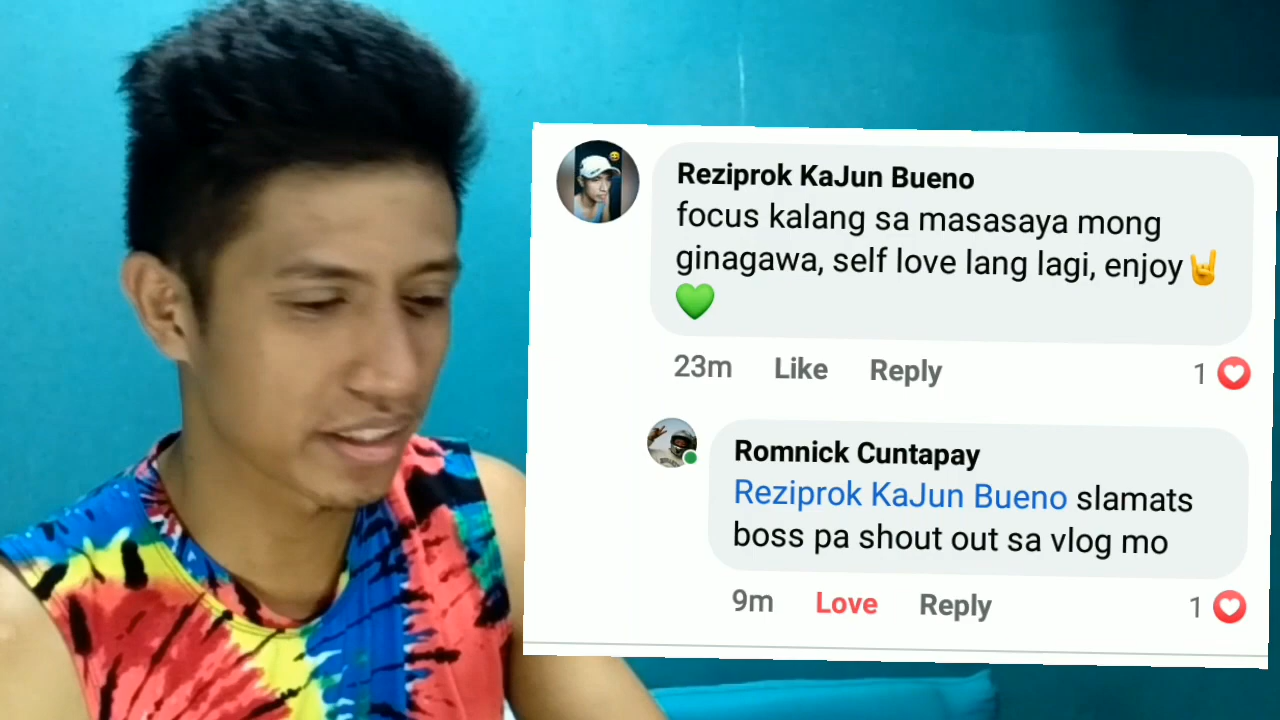 Reziprok KaJun Bueno
focus kalang sa masasaya mong
ginagawa, self love lang lagi, enjoy🤘
💚
23m Like Reply 1
Romnick Cuntapay
Reziprok KaJun Bueno slamats
boss pa shout out sa vlog mo
9m Love Reply 1